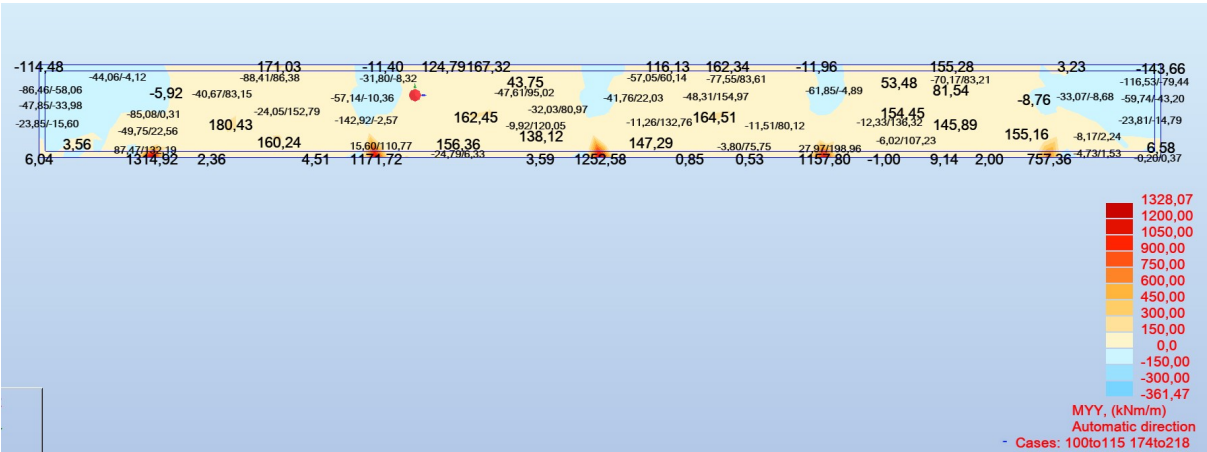 -114,48 171,03 -11,40 124,79 167,32 116,13 162,34 -11,96 155,28 3,23 -143,66
-44,06/-4,12 -88,41/86,38 -31,80/-8,32 -57,05/60,14 -77,55/83,61 -70,17/83,21 -116,53/-79,44
43,75 53,48
-86,46/-58,06 -5,92 -40,67/83,15 -47,61/95,02 81,54
-47,85/-33,98 -57,14/-10,36 -41,76/22,03 -48,31/154,97 -61,85/-4,89 -8,76 -33,07/-8,68 -59,74/-43,20
-85,08/0,31 -24,05/152,79 -32,03/80,97
-23,85/-15,60 180,43 -142,92/-2,57 162,45 -9,92/120,05 -11,26/132,76 164,51 -11,51/80,12 154,45 -12,33/136,32 145,89 -23,81/-14,79
-49,75/22,56 138,12 155,16 -8,17/2,24
3,56 160,24 15,60/110,77 156,36 147,29 -3,80/75,75 -6,02/107,23 6,58
87,47/132,19 -24,79/6,33 27,97/198,96 -4,73/1,53 -0,20/0,37
6,04 1314,92 2,36 4,51 1171,72 3,59 1252,58 0,85 0,53 1157,80 -1,00 9,14 2,00 757,36
1328,07
1200,00
1050,00
900,00
750,00
600,00
450,00
300,00
150,00
0,0
-150,00
-300,00
-361,47
MYY, (kNm/m)
Automatic direction
- Cases: 100to115 174to218